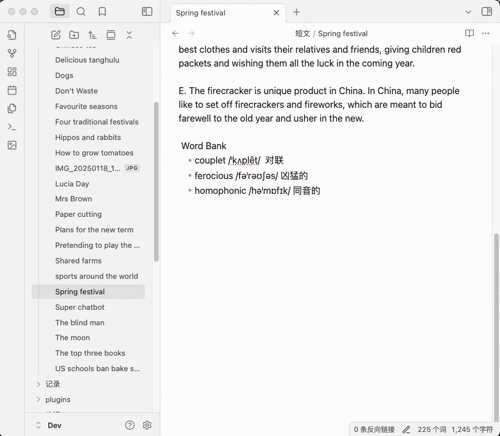 Spring festival
短文 / Spring festival
Delicious tanghulu
Dogs
Don't Waste
Favourite seasons
Four traditional festivals
Hippos and rabbits
How to grow tomatoes
IMG_20250118_1... JPG
Lucia Day
Mrs Brown
Paper cutting
Plans for the new term
Pretending to play the ...
Shared farms
sports around the world
Spring festival
Super chatbot
The blind man
The moon
The top three books
US schools ban bake s...
记录
plugins
Dev
best clothes and visits their relatives and friends, giving children red
packets and wishing them all the luck in the coming year.
E. The firecracker is unique product in China. In China, many people
like to set off firecrackers and fireworks, which are meant to bid
farewell to the old year and usher in the new.
Word Bank
couplet /ˈkʌplɪt/ 对联
ferocious /fəˈrəʊʃəs/ 凶猛的
homophonic /həˈmɒfɪk/ 同音的
0 条反向链接 225 个词 1,245 个字符